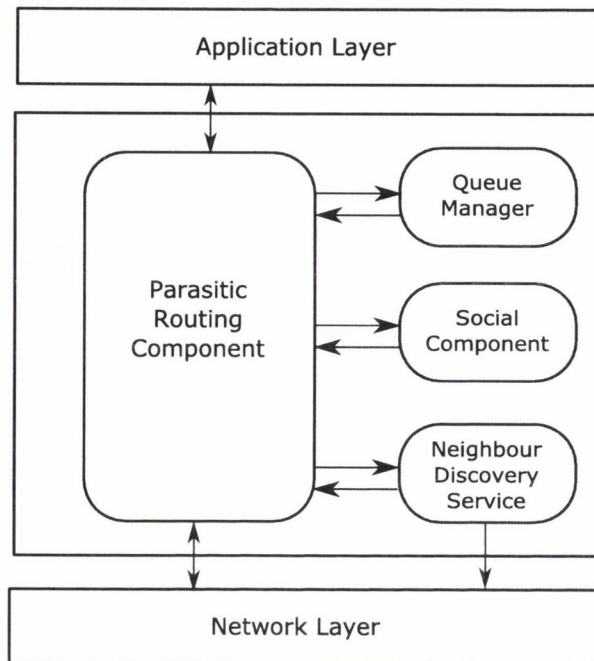 Application Layer
Parasitic
Routing
Component
Queue
Manager
Social
Component
Neighbour
Discovery
Service
Network Layer